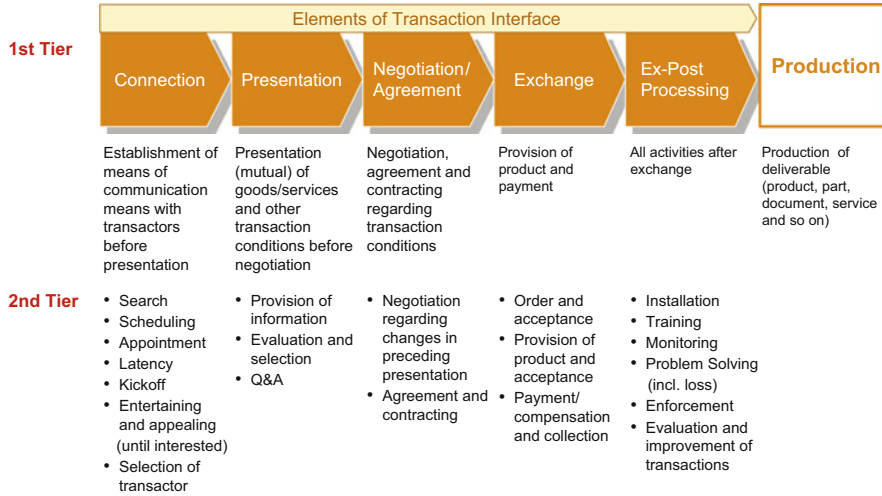 Elements of Transaction Interface
1st Tier
Connection
Presentation
Negotiation/
Agreement
Exchange
Ex-Post
Processing
Production
Establishment of
means of
communication
means with
transactors
before
presentation
Presentation
(mutual) of
goods/services
and other
transaction
conditions before
negotiation
Negotiation,
agreement and
contracting
regarding
transaction
conditions
Provision of
product and
payment
All activities after
exchange
Production of
deliverable
(product, part,
document, service
and so on)
2nd Tier
• Search
• Scheduling
• Appointment
• Latency
• Kickoff
• Entertaining
and appealing
(until interested)
• Selection of
transactor
• Provision of
information
• Evaluation and
selection
• Q&A
• Negotiation
regarding
changes in
preceding
presentation
• Agreement and
contracting
• Order and
acceptance
• Provision of
product and
acceptance
• Payment/
compensation
and collection
• Installation
• Training
• Monitoring
• Problem Solving
(incl. loss)
• Enforcement
• Evaluation and
improvement of
transactions